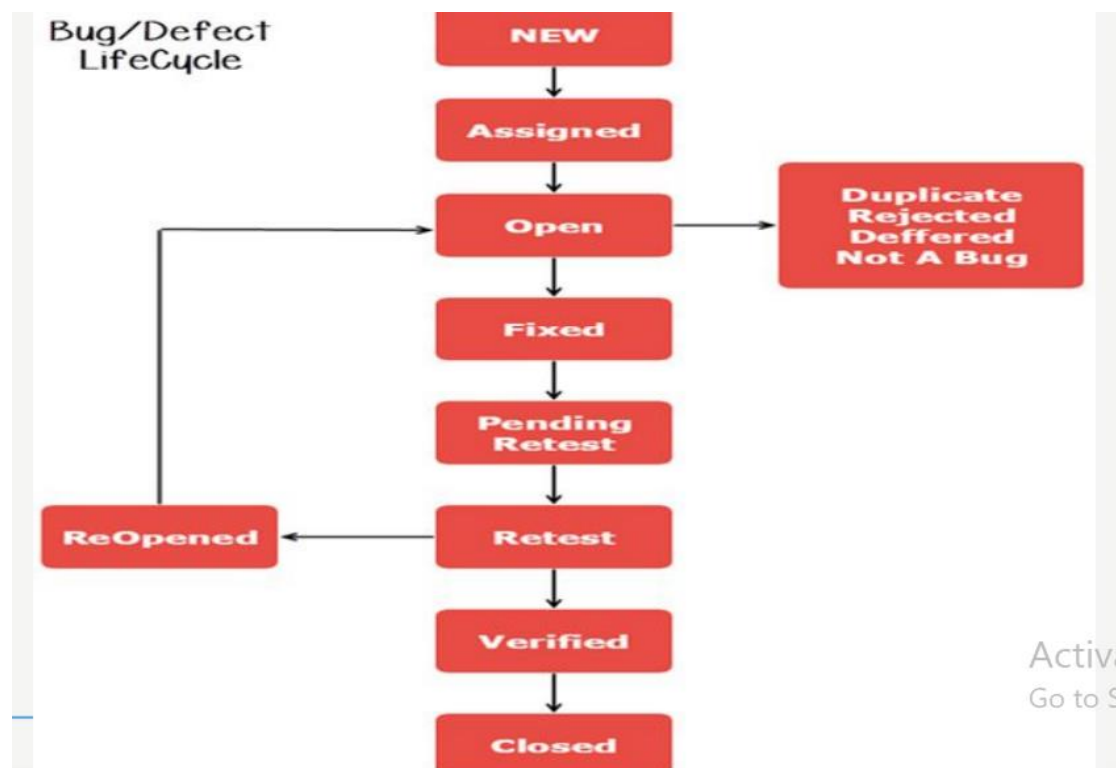 Bug/Defect
LifeCycle
NEW
Assigned
Open
Duplicate
Rejected
Deffered
Not A Bug
Fixed
Pending
Retest
ReOpened
Retest
Verified
Closed
Activa
Go to S